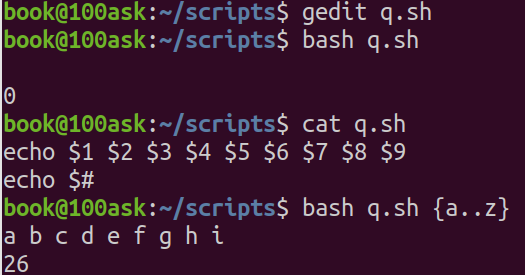 book@100ask:~/scripts$ gedit q.sh
book@100ask:~/scripts$ bash q.sh

0
book@100ask:~/scripts$ cat q.sh
echo $1 $2 $3 $4 $5 $6 $7 $8 $9
echo $#
book@100ask:~/scripts$ bash q.sh {a..z}
a b c d e f g h i
26